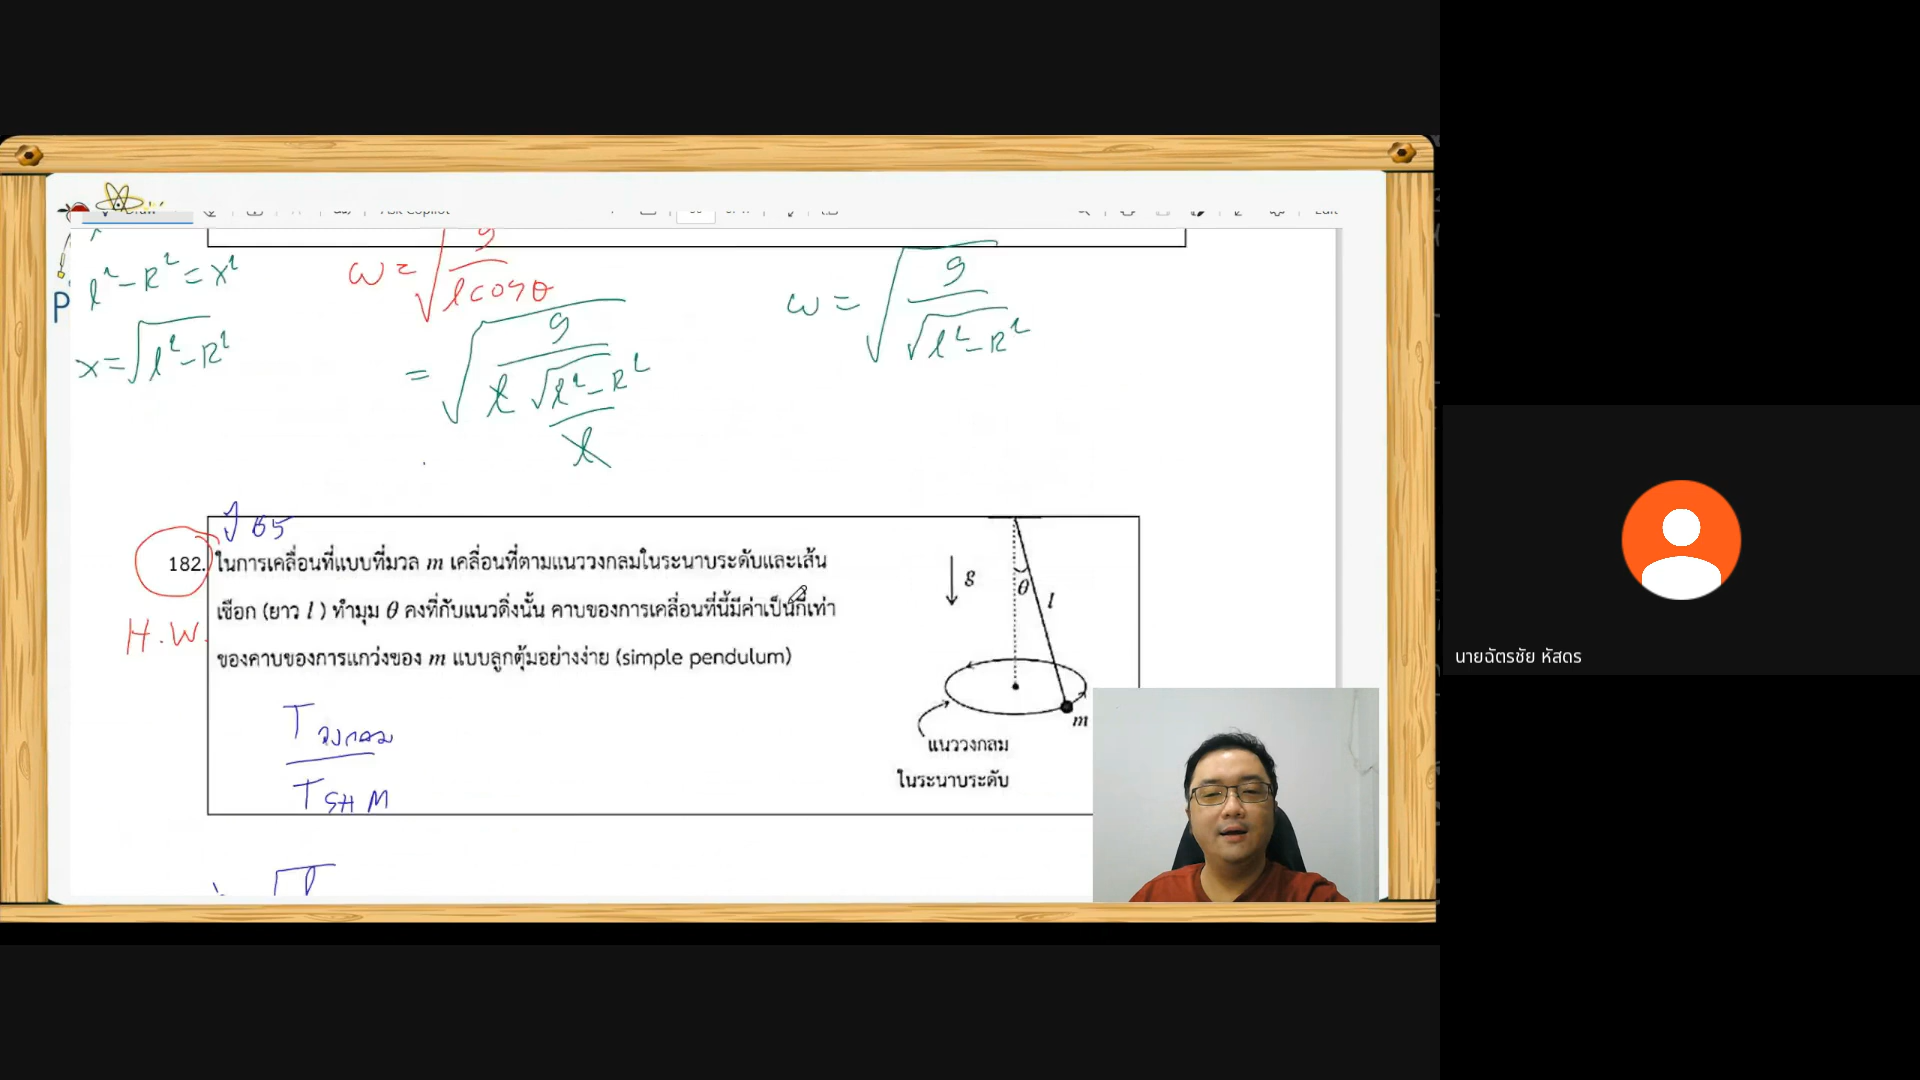 l² - R² = x²
x = √l² - R²
ω = √g / l cos θ
= √g / l √l² - R² / l
ω = √g / √l² - R²
ปี 65
182. ในการเคลื่อนที่แบบที่มวล m เคลื่อนที่ตามแนววงกลมในระนาบระดับและเส้น
เชือก (ยาว l ) ทำมุม θ คงที่กับแนวดิ่งนั้น คาบของการเคลื่อนที่นี้มีค่าเป็นกี่เท่า
ของคาบของการแกว่งของ m แบบลูกตุ้มอย่างง่าย (simple pendulum)
H.W.
T วงกลม
T SHM
g
θ
l
m
แนววงกลม
ในระนาบระดับ
นายฉัตรชัย หัสดร